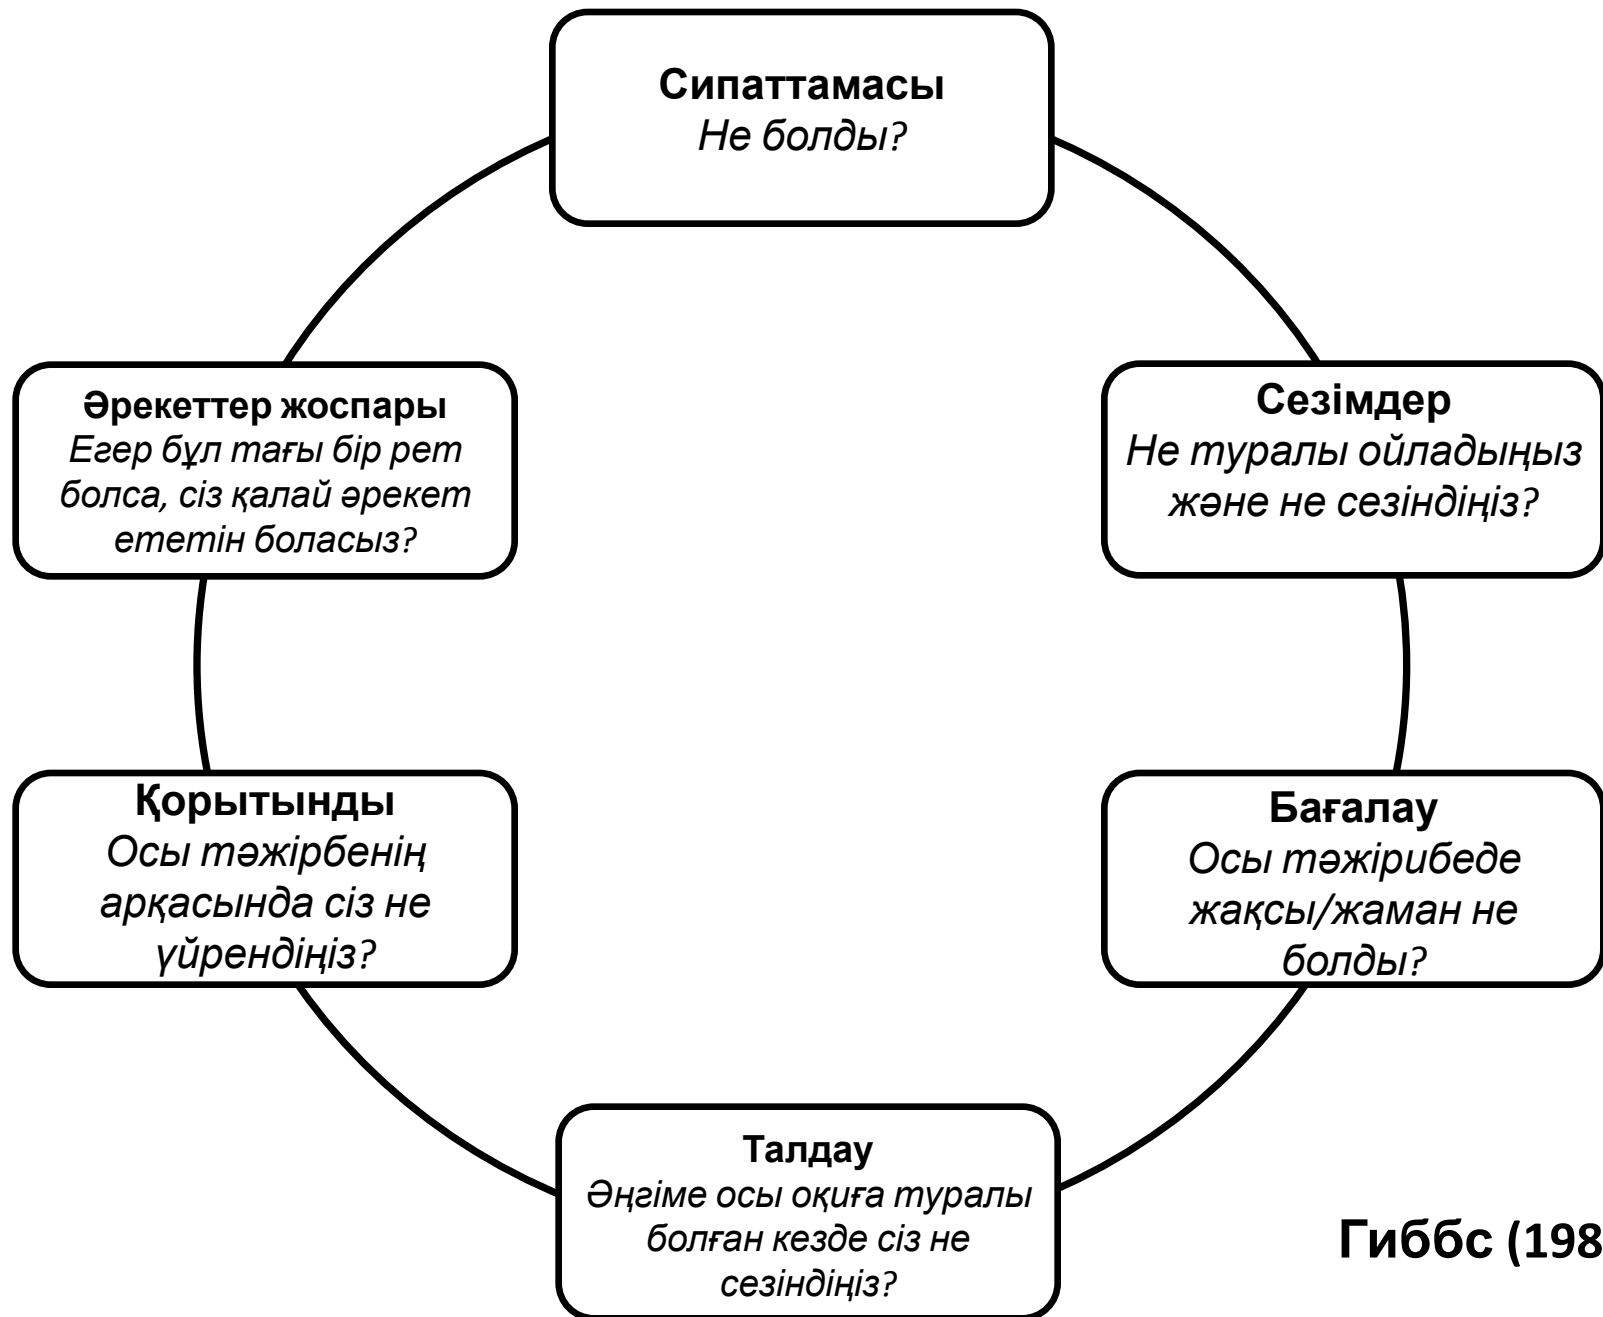 Сипаттамасы
Не болды?
Сезімдер
Не туралы ойладыңыз
және не сезіндіңіз?
Бағалау
Осы тәжірибеде
жақсы/жаман не
болды?
Талдау
Әңгіме осы оқиға туралы
болған кезде сіз не
сезіндіңіз?
Қорытынды
Осы тәжірбенің
арқасында сіз не
үйрендіңіз?
Әрекеттер жоспары
Егер бұл тағы бір рет
болса, сіз қалай әрекет
ететін боласыз?
Гиббс (198